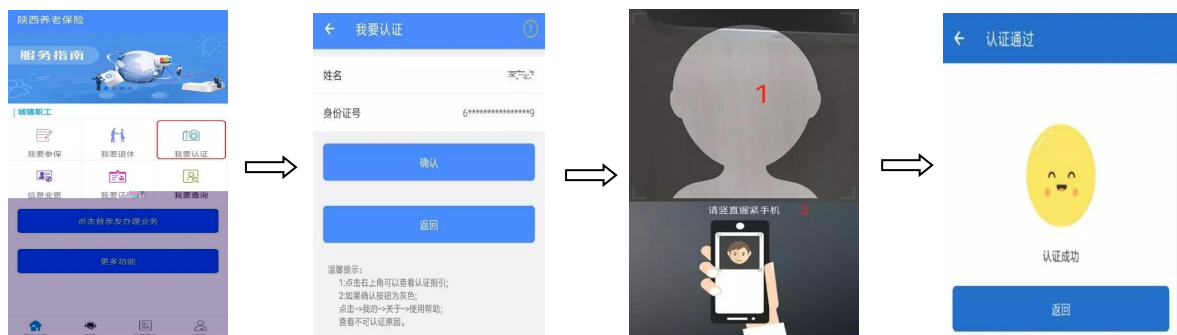 陕西养老保险
服务指南
城镇职工
我要参保
我要退休
我要认证
信息变更
我要查询
点击替亲友办理业务
更多功能
我要认证
?
姓名
身份证号
6****************9
确认
返回
温馨提示:
1:点击右上角可以查看认证指引;
2:如果确认按钮为灰色;
点击->我的->关于->使用帮助;
查看不可认证原因。
1
请竖直握紧手机
2
认证通过
认证成功
返回